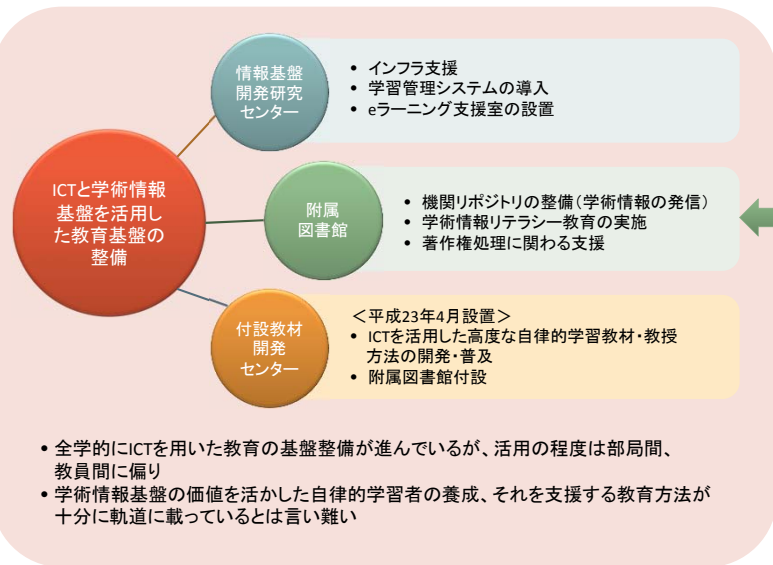 ICTと学術情報
基盤を活用し
た教育基盤の
整備
情報基盤
開発研究
センター
• インフラ支援
• 学習管理システムの導入
• eラーニング支援室の設置
附属
図書館
• 機関リポジトリの整備(学術情報の発信)
• 学術情報リテラシー教育の実施
• 著作権処理に関わる支援
付設教材
開発
センター
<平成23年4月設置>
• ICTを活用した高度な自律的学習教材・教授
方法の開発・普及
• 附属図書館付設
• 全学的にICTを用いた教育の基盤整備が進んでいるが、活用の程度は部局間、
教員間に偏り
• 学術情報基盤の価値を活かした自律的学習者の養成、それを支援する教育方法が
十分に軌道に載っているとは言い難い